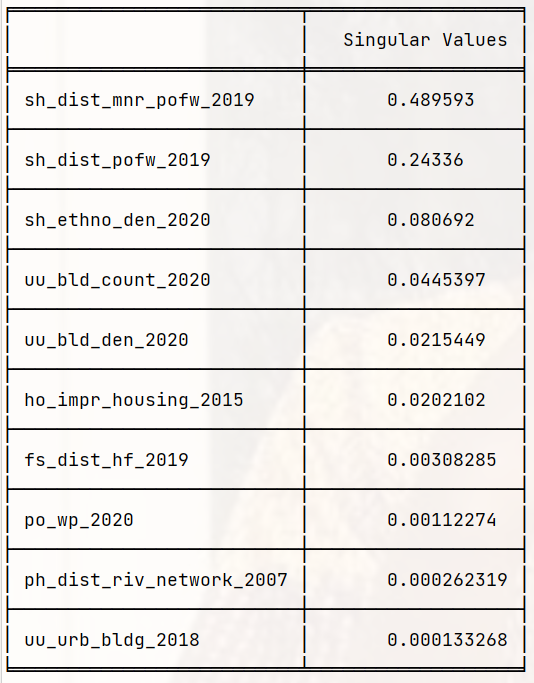 Singular Values
sh_dist_mnr_pofw_2019 0.489593
sh_dist_pofw_2019 0.24336
sh_ethno_den_2020 0.080692
uu_bld_count_2020 0.0445397
uu_bld_den_2020 0.0215449
ho_impr_housing_2015 0.0202102
fs_dist_hf_2019 0.00308285
po_wp_2020 0.00112274
ph_dist_riv_network_2007 0.000262319
uu_urb_bldg_2018 0.000133268